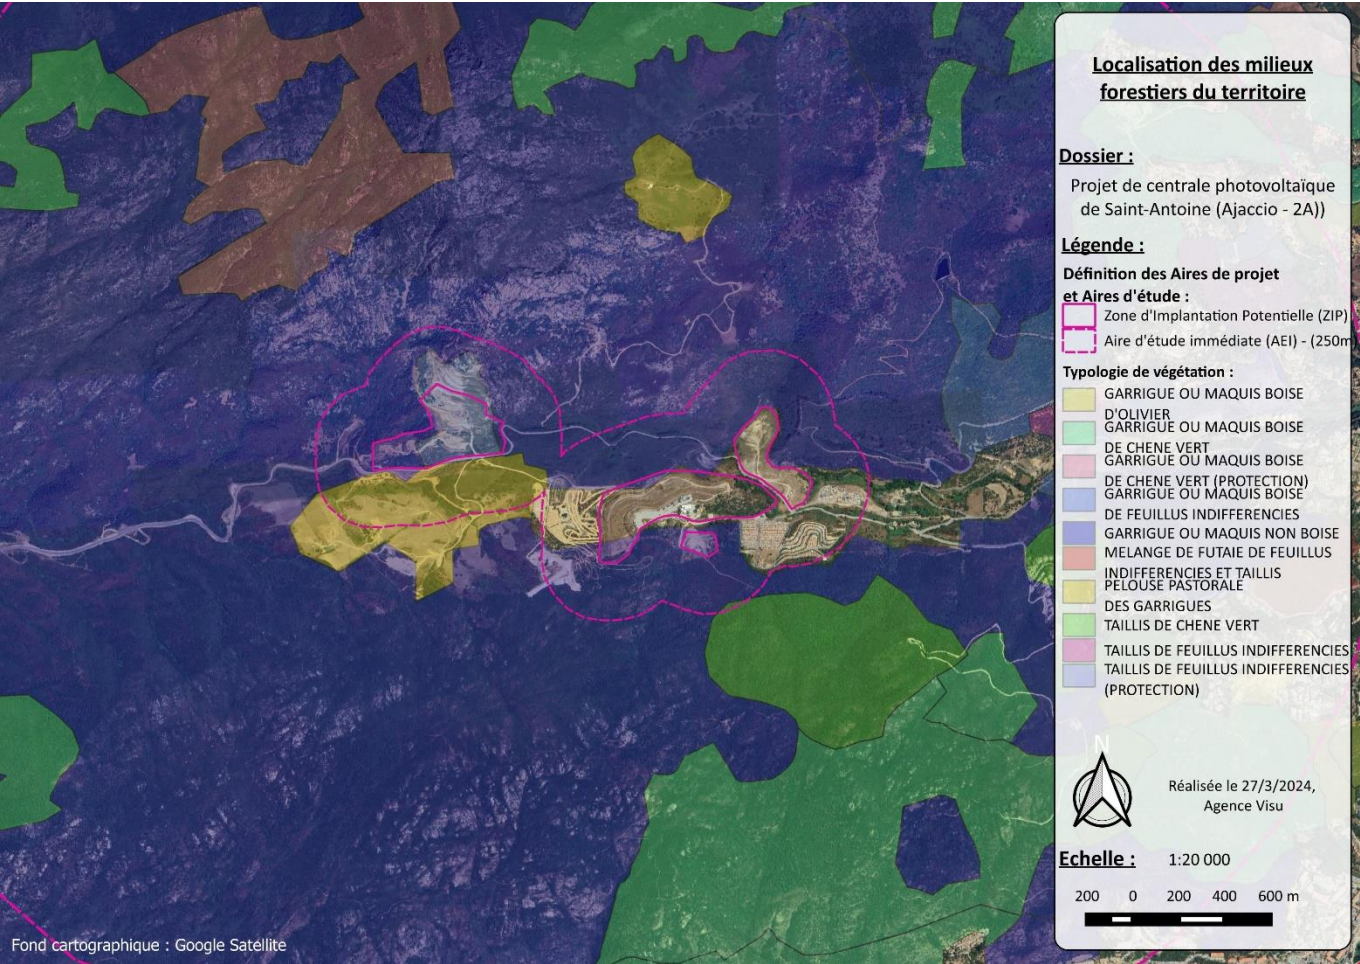 Localisation des milieux
forestiers du territoire
Dossier :
Projet de centrale photovoltaïque
de Saint-Antoine (Ajaccio - 2A))
Légende :
Définition des Aires de projet
et Aires d'étude :
Zone d'Implantation Potentielle (ZIP)
Aire d'étude immédiate (AEI) - (250m
Typologie de végétation :
GARRIGUE OU MAQUIS BOISE
D'OLIVIER
GARRIGUE OU MAQUIS BOISE
DE CHENE VERT
GARRIGUE OU MAQUIS BOISE
DE CHENE VERT (PROTECTION)
GARRIGUE OU MAQUIS BOISE
DE FEUILLUS INDIFFERENCIES
GARRIGUE OU MAQUIS NON BOISE
MELANGE DE FUTAIE DE FEUILLUS
INDIFFERENCIES ET TAILLIS
PELOUSE PASTORALE
DES GARRIGUES
TAILLIS DE CHENE VERT
TAILLIS DE FEUILLUS INDIFFERENCIES
TAILLIS DE FEUILLUS INDIFFERENCIES
(PROTECTION)
N
Réalisée le 27/3/2024,
Agence Visu
Echelle : 1:20 000
200 0 200 400 600 m
Fond cartographique : Google Satellite